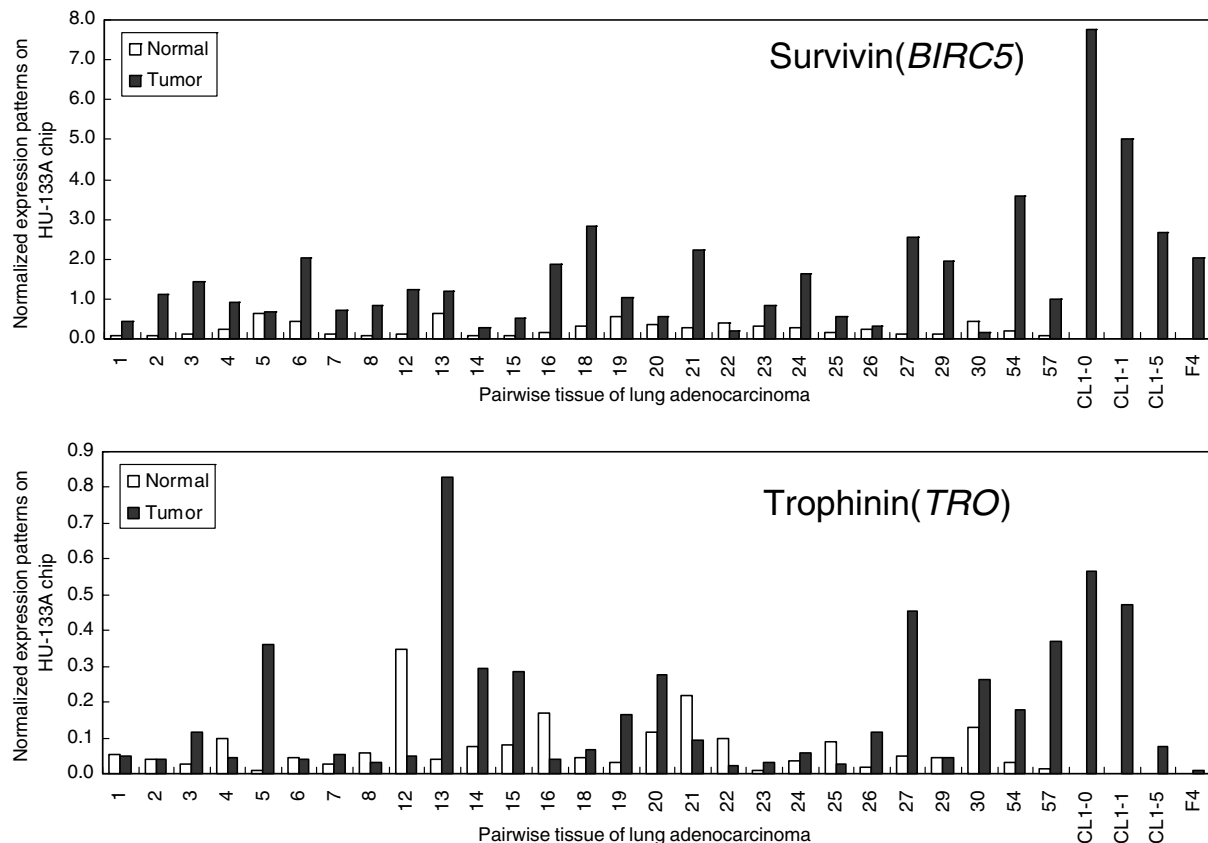 Normalized expression patterns on
HU-133A chip
8.0
7.0
6.0
5.0
4.0
3.0
2.0
1.0
0.0
Normal
Tumor
Survivin(BIRC5)
1 2 3 4 5 6 7 8 12 13 14 15 16 18 19 20 21 22 23 24 25 26 27 29 30 54 57 CL1-0 CL1-1 CL1-5 F4
Pairwise tissue of lung adenocarcinoma
Normalized expression patterns on
HU-133A chip
0.9
0.8
0.7
0.6
0.5
0.4
0.3
0.2
0.1
0.0
Normal
Tumor
Trophinin(TRO)
1 2 3 4 5 6 7 8 12 13 14 15 16 18 19 20 21 22 23 24 25 26 27 29 30 54 57 CL1-0 CL1-1 CL1-5 F4
Pairwise tissue of lung adenocarcinoma